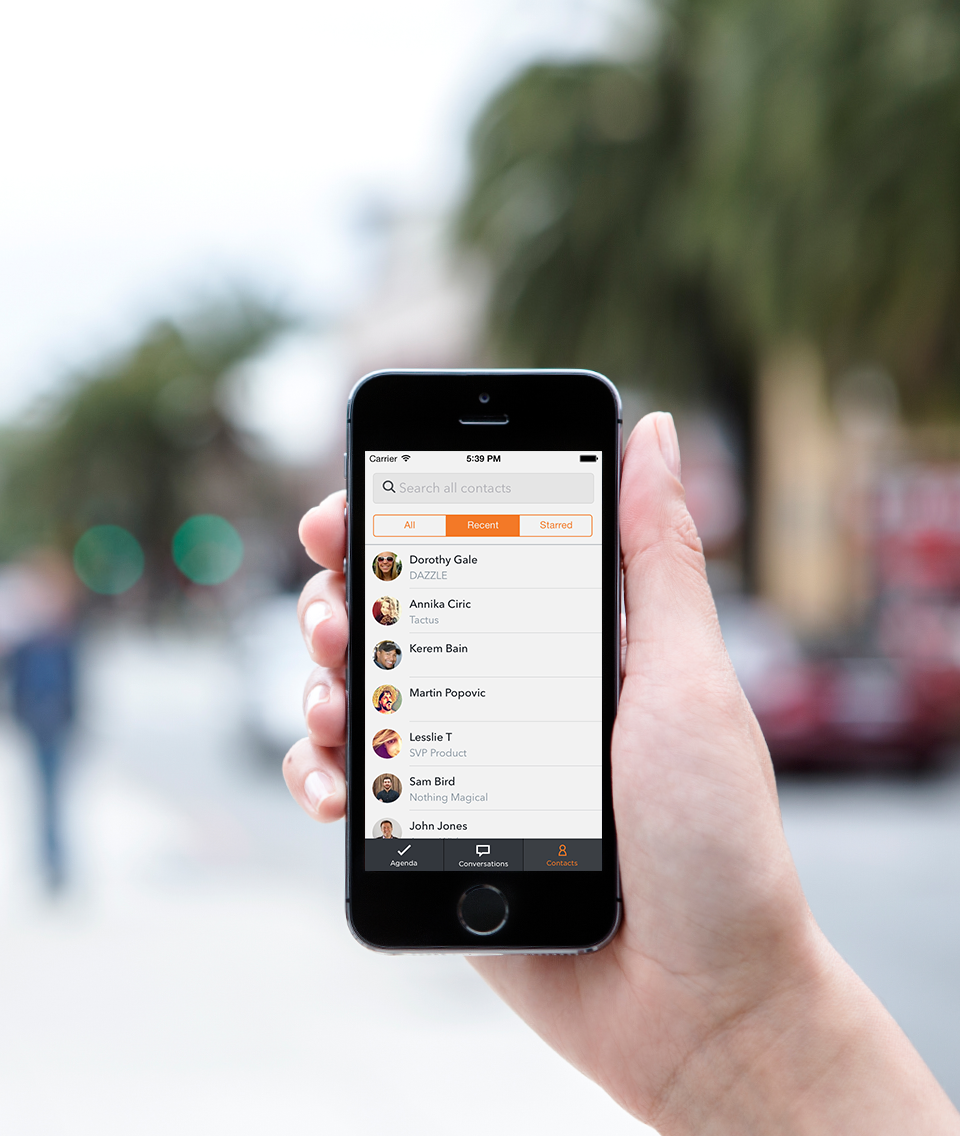 Carrier 5:39 PM
Search all contacts
All Recent Starred
Dorothy Gale
DAZZLE
Annika Ciric
Tactus
Kerem Bain
Martin Popovic
Lesslie T
SVP Product
Sam Bird
Nothing Magical
John Jones
Agenda Conversations Contacts